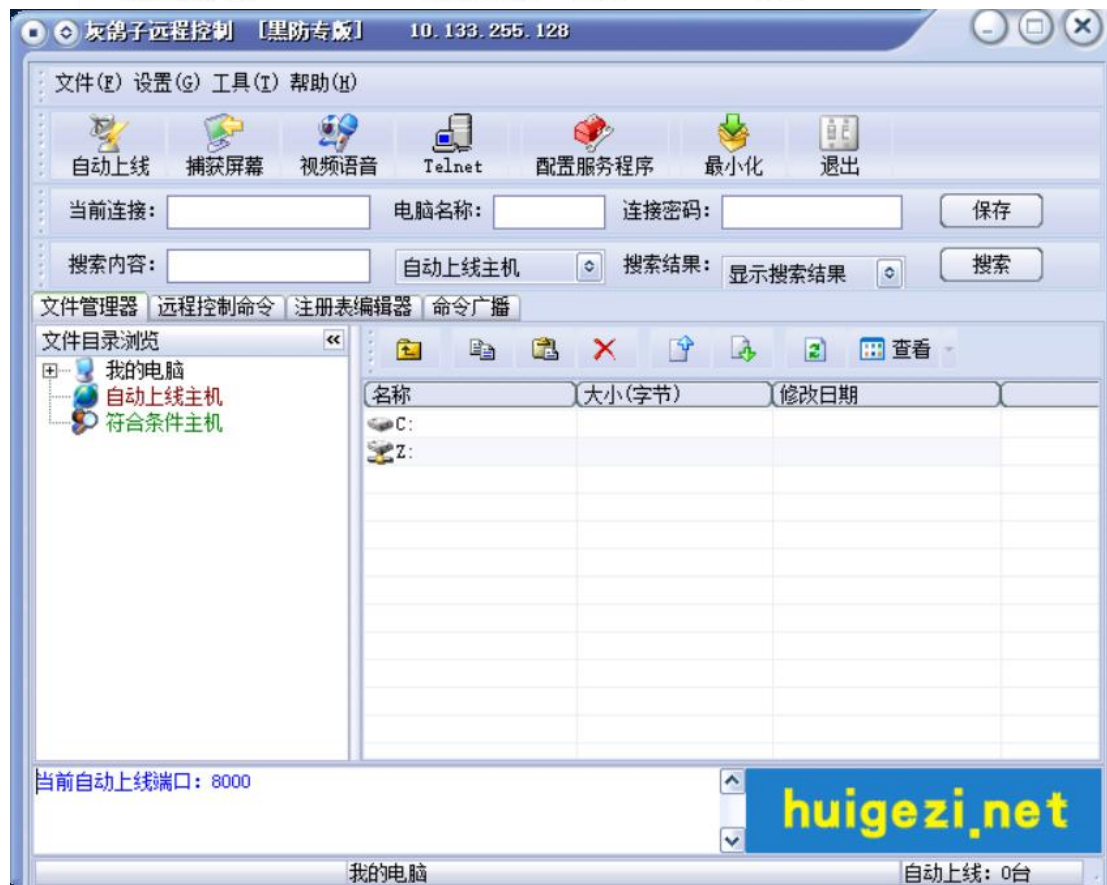 灰鸽子远程控制 [黑防专版] 10.133.255.128
文件(F) 设置(G) 工具(T) 帮助(H)
自动上线 捕获屏幕 视频语音 Telnet 配置服务程序 最小化 退出
当前连接: 电脑名称: 连接密码: 保存
搜索内容: 自动上线主机 搜索结果: 显示搜索结果 搜索
文件管理器 远程控制命令 注册表编辑器 命令广播
文件目录浏览
查看
我的电脑
自动上线主机
符合条件主机
名称 大小(字节) 修改日期
C:
Z:
当前自动上线端口: 8000
huigezi.net
我的电脑 自动上线: 0台